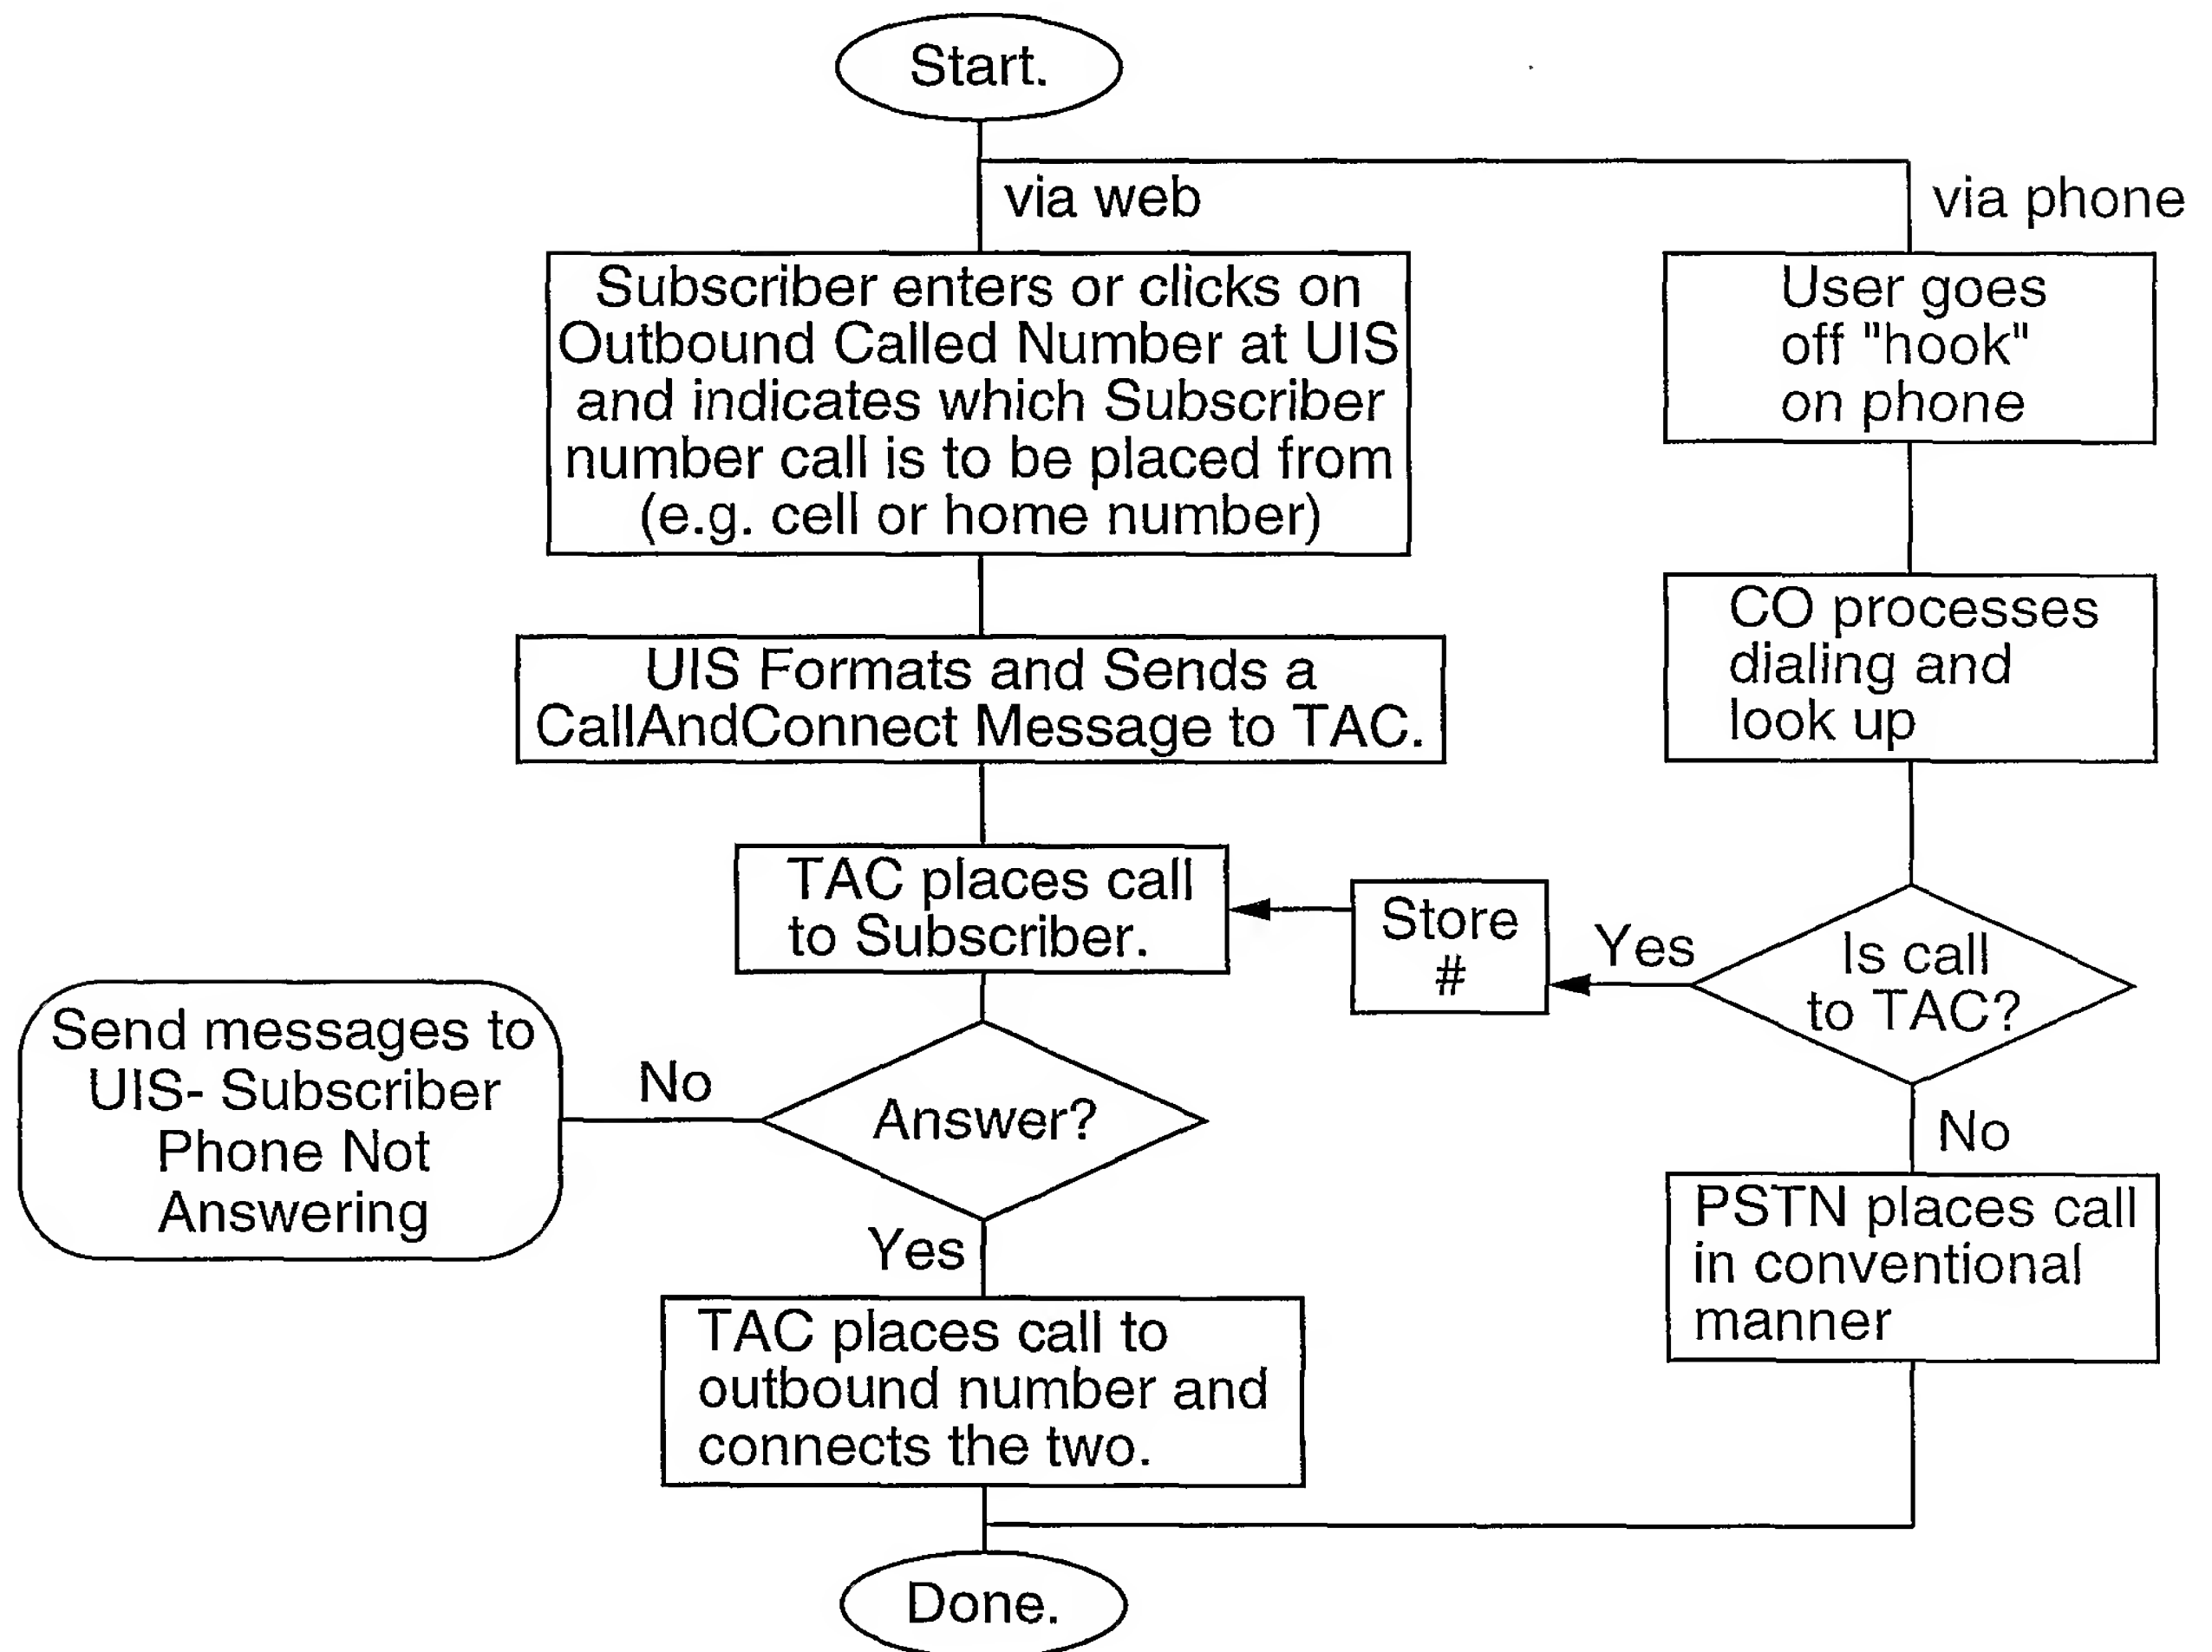 Start.
via web
via phone
Subscriber enters or clicks on
Outbound Called Number at UIS
and indicates which Subscriber
number call is to be placed from
(e.g. cell or home number)
User goes
off "hook"
on phone
UIS Formats and Sends a
CallAndConnect Message to TAC.
CO processes
dialing and
look up
TAC places call
to Subscriber.
Store
#
Yes
Is call
to TAC?
Send messages to
UIS- Subscriber
Phone Not
Answering
No
Answer?
No
Yes
PSTN places call
in conventional
manner
TAC places call to
outbound number and
connects the two.
Done.